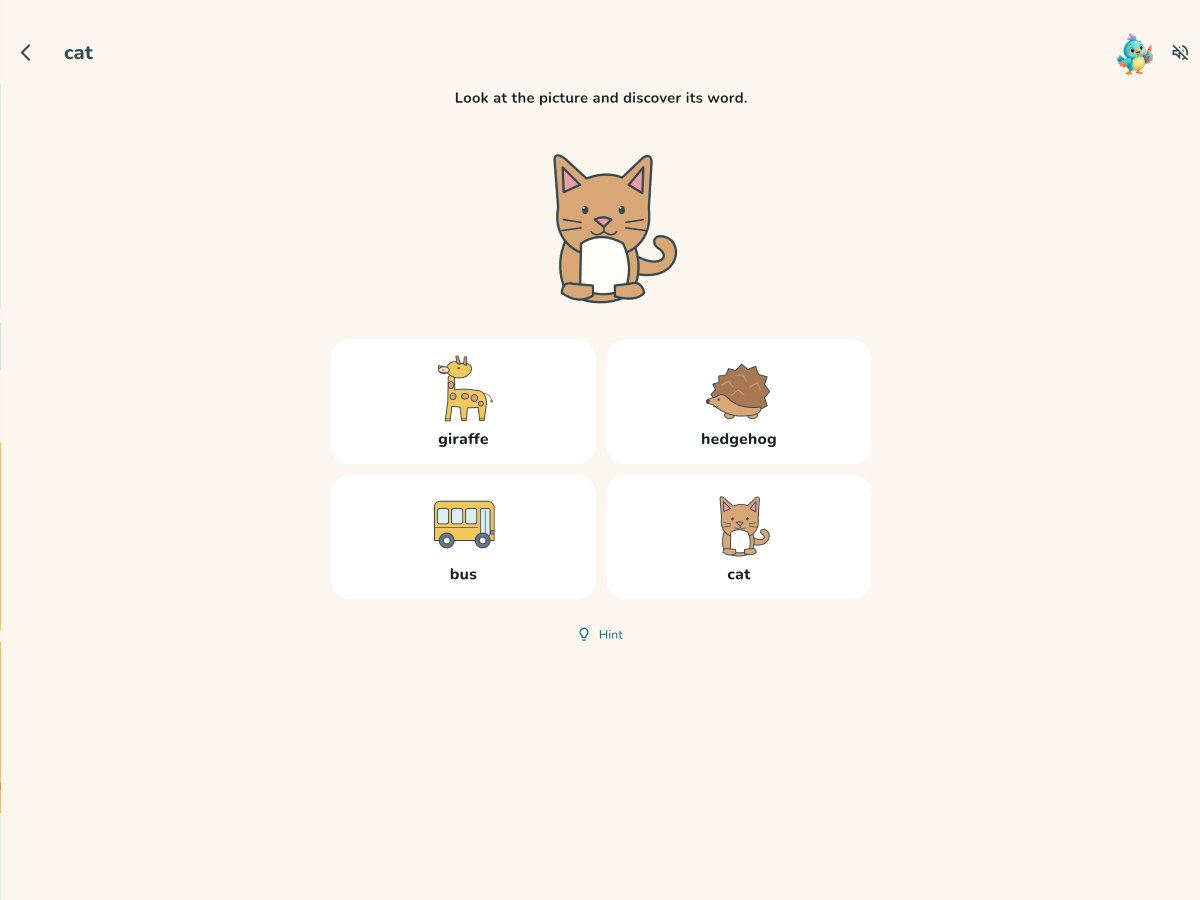 cat
Look at the picture and discover its word.
giraffe
hedgehog
bus
cat
Hint